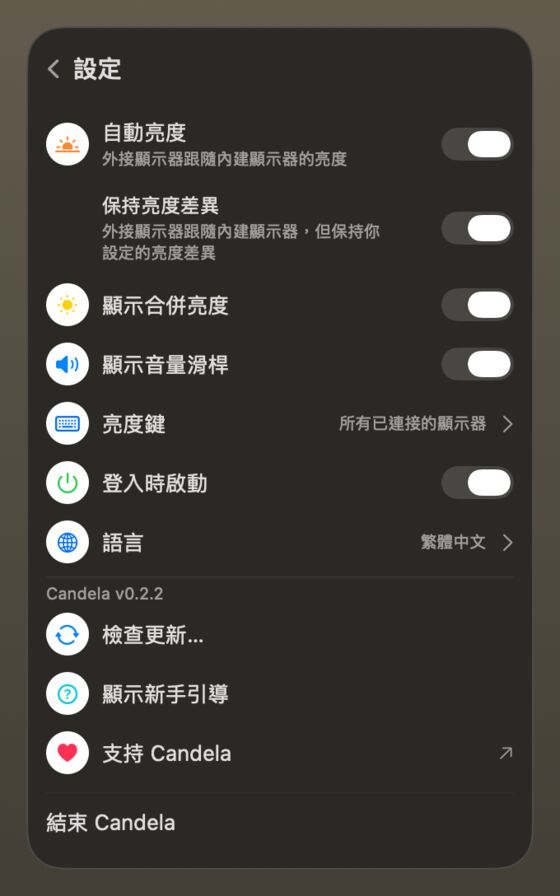 設定
自動亮度
外接顯示器跟隨內建顯示器的亮度
保持亮度差異
外接顯示器跟隨內建顯示器，但保持你
設定的亮度差異
顯示合併亮度
顯示音量滑桿
亮度鍵
所有已連接的顯示器
登入時啟動
語言
繁體中文
Candela v0.2.2
檢查更新...
顯示新手引導
支持 Candela
結束 Candela